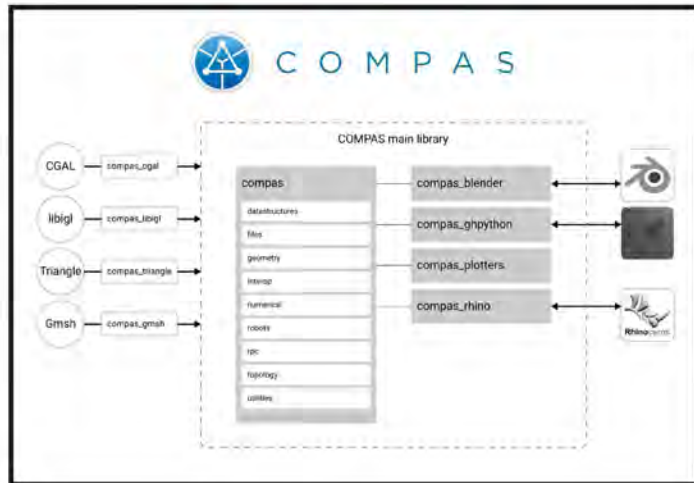 COMPAS
COMPAS main library
CGAL
compas_cgal
libigl
compas_libigl
Triangle
compas_triangle
Gmsh
compas_gmsh
compas
datastructures
files
geometry
interop
numerical
robots
rpc
topology
utilities
compas_blender
compas_ghpython
compas_plotters
compas_rhino
Rhinoceros